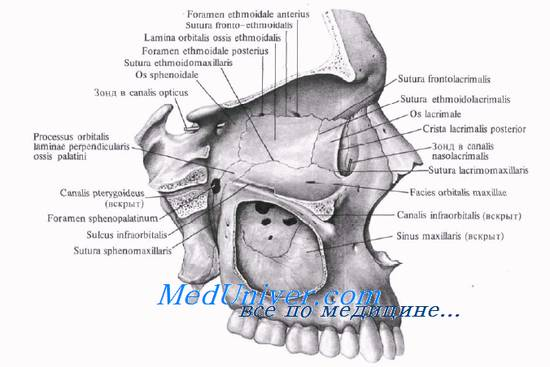 Foramen ethmoidale anterius
Sutura fronto-ethmoidalis
Lamina orbitalis ossis ethmoidalis
Foramen ethmoidale posterius
Sutura ethmoidomaxillaris
Os sphenoidale
Зонд в canalis opticus
Processus orbitalis
laminae perpendicularis
ossis palatini
Canalis pterygoideus
(вскрыт)
Foramen sphenopalatinum
Sulcus infraorbitalis
Sutura sphenomaxillaris
Sutura frontolacrimalis
Sutura ethmoidolacrimalis
Os lacrimale
Crista lacrimalis posterior
Зонд в canalis
nasolacrimalis
Sutura lacrimomaxillaris
Facies orbitalis maxillae
Canalis infraorbitalis (вскрыт)
Sinus maxillaris (вскрыт)
MedUniver.com
все по медицине...